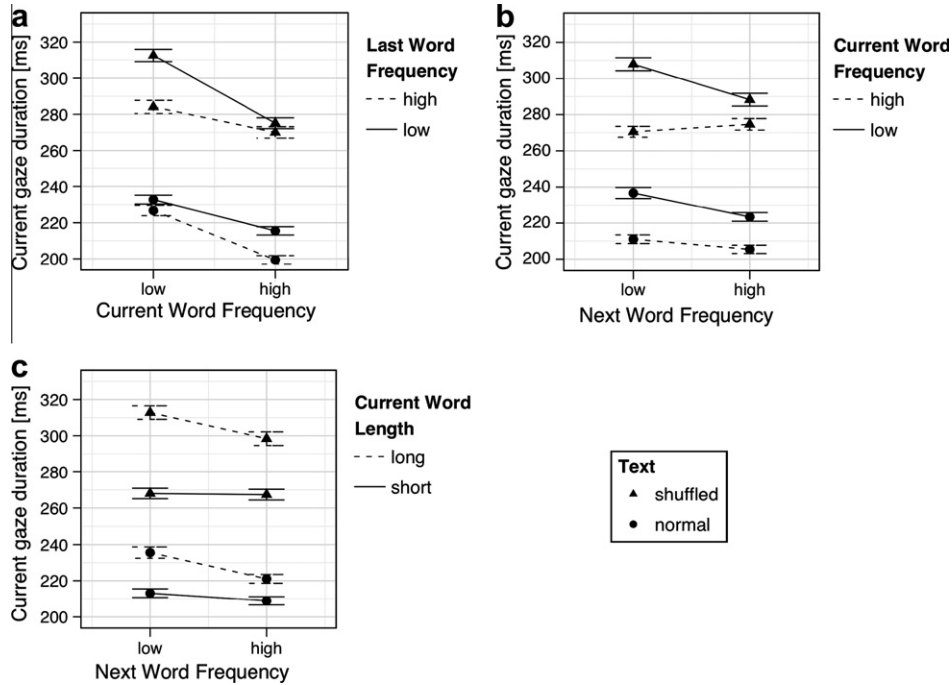 a
Current gaze duration [ms]
320
300
280
260
240
220
200
low
high
Current Word Frequency
Last Word
Frequency
high
low
b
Current gaze duration [ms]
320
300
280
260
240
220
200
low
high
Next Word Frequency
Current Word
Frequency
high
low
c
Current gaze duration [ms]
320
300
280
260
240
220
200
low
high
Next Word Frequency
Current Word
Length
long
short
Text
shuffled
normal